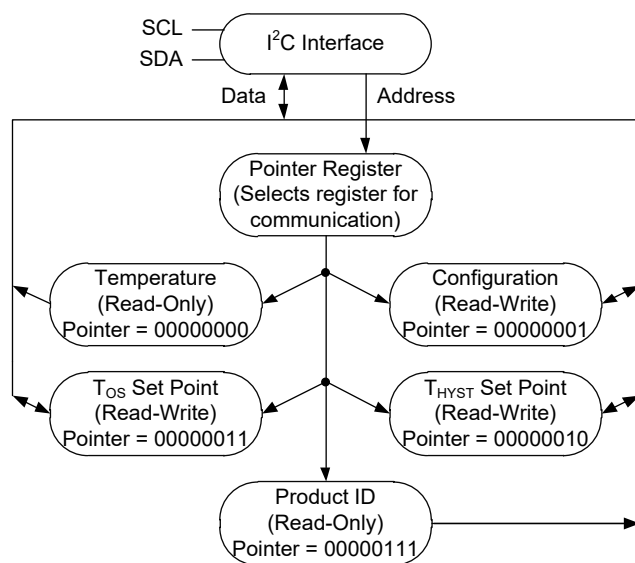 SCL
SDA
I²C Interface
Data
Address
Pointer Register
(Selects register for
communication)
Temperature
(Read-Only)
Pointer = 00000000
Configuration
(Read-Write)
Pointer = 00000001
TOS Set Point
(Read-Write)
Pointer = 00000011
THYST Set Point
(Read-Write)
Pointer = 00000010
Product ID
(Read-Only)
Pointer = 00000111